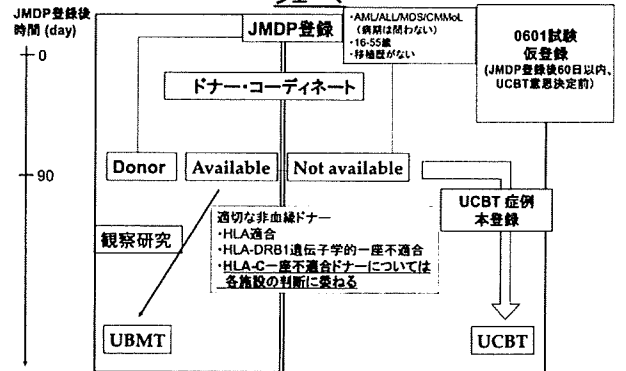 JMDP登録後
時間 (day)
JMDP登録
・AML/ALL/MDS/CMMoL
(病期は問わない)
・16-55歳
・移植歴がない
0601試験
仮登録
(JMDP登録後60日以内、
UCBT意思決定前)
0
ドナー・コーディネート
Donor
Available
Not available
90
UCBT 症例
本登録
適切な非血縁ドナー
・HLA適合
・HLA-DRB1遺伝子学的一座不適合
・HLA-C一座不適合ドナーについては
各施設の判断に委ねる
観察研究
UBMT
UCBT